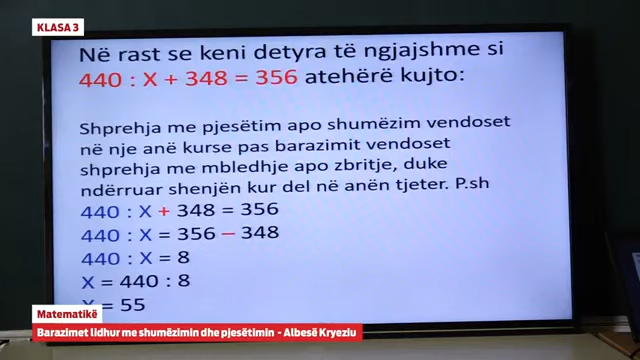 KLASA 3
Në rast se keni detyra të ngjajshme si
440 : X + 348 = 356 atehërë kujto:
Shprehja me pjesëtim apo shumëzim vendoset
në nje anë kurse pas barazimit vendoset
shprehja me mbledhje apo zbritje, duke
ndërruar shenjën kur del në anën tjeter. P.sh
440 : X + 348 = 356
440 : X = 356 – 348
440 : X = 8
X = 440 : 8
X = 55
Matematikë
Barazimet lidhur me shumëzimin dhe pjesëtimin - Albesë Kryeziu